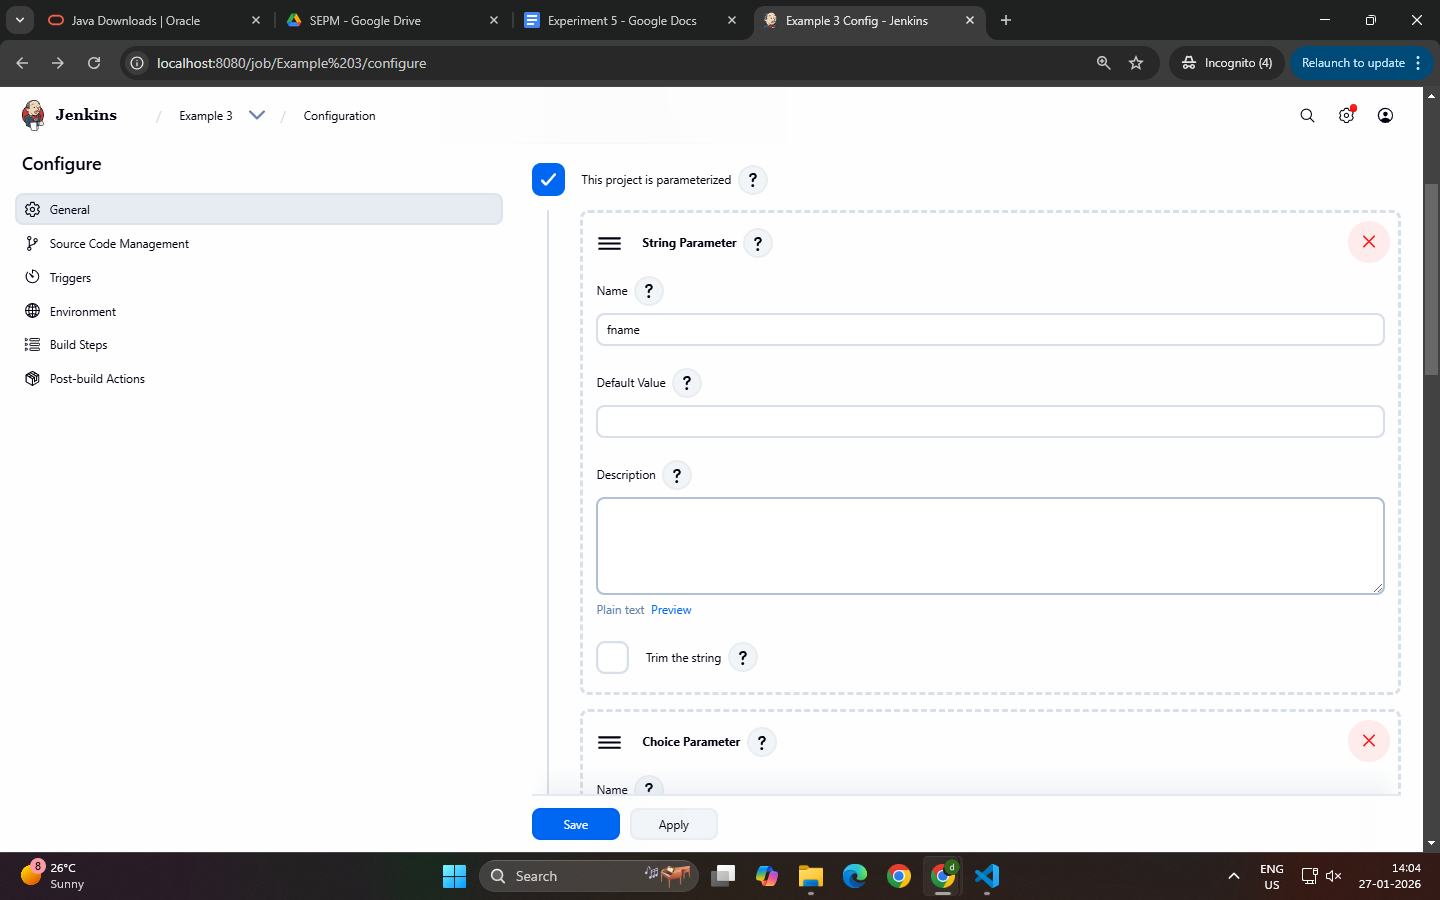 Java Downloads | Oracle
SEPM - Google Drive
Experiment 5 - Google Docs
Example 3 Config - Jenkins
localhost:8080/job/Example%203/configure
Incognito (4)
Relaunch to update
Jenkins / Example 3 / Configuration
Configure
General
Source Code Management
Triggers
Environment
Build Steps
Post-build Actions
This project is parameterized ?
String Parameter ?
Name ?
fname
Default Value ?
Description ?
Plain text Preview
Trim the string ?
Choice Parameter ?
Name ?
Save Apply
8
26°C
Sunny
Search
d
ENG
US
14:04
27-01-2026